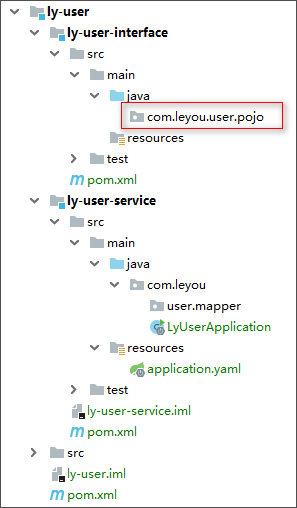 ly-user
ly-user-interface
src
main
java
com.leyou.user.pojo
resources
test
pom.xml
ly-user-service
src
main
java
com.leyou
user.mapper
LyUserApplication
resources
application.yaml
test
ly-user-service.iml
pom.xml
src
ly-user.iml
pom.xml